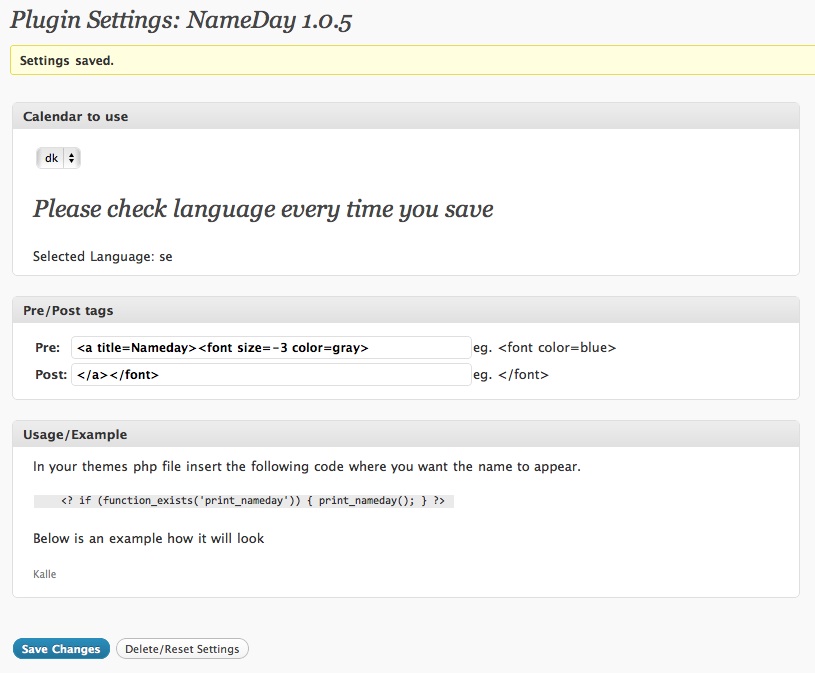 Plugin Settings: NameDay 1.0.5
Settings saved.
Calendar to use
dk
Please check language every time you save
Selected Language: se
Pre/Post tags
Pre: <a title=Nameday><font size=-3 color=gray> eg. <font color=blue>
Post: </a></font> eg. </font>
Usage/Example
In your themes php file insert the following code where you want the name to appear.
<? if (function_exists('print_nameday')) { print_nameday(); } ?>
Below is an example how it will look
Kalle
Save Changes Delete/Reset Settings